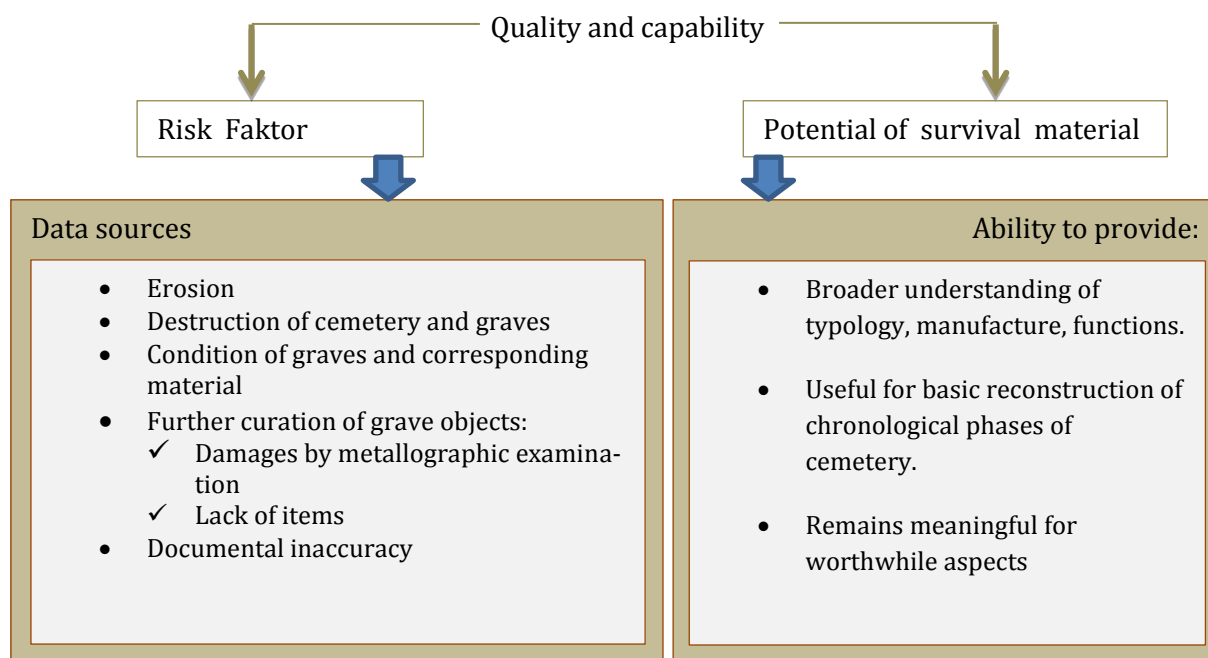 Quality and capability
Risk Faktor
Potential of survival material
Data sources
• Erosion
• Destruction of cemetery and graves
• Condition of graves and corresponding
material
• Further curation of grave objects:
✓ Damages by metallographic examina-
tion
✓ Lack of items
• Documental inaccuracy
Ability to provide:
• Broader understanding of
typology, manufacture, functions.
• Useful for basic reconstruction of
chronological phases of
cemetery.
• Remains meaningful for
worthwhile aspects